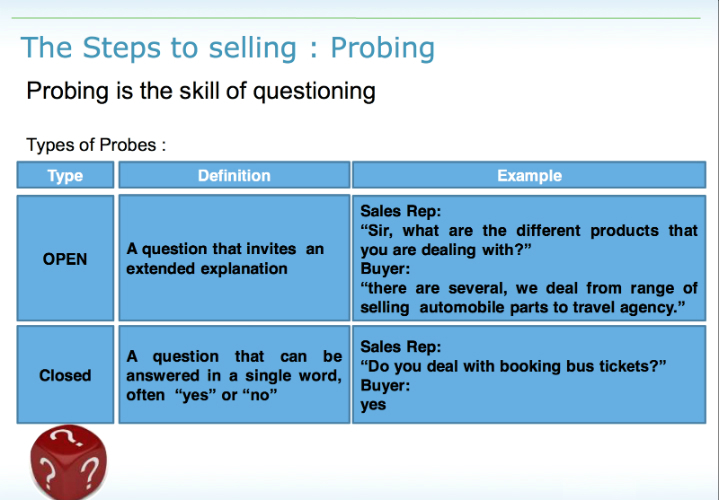 The Steps to selling : Probing
Probing is the skill of questioning
Types of Probes :
Type
Definition
Example
OPEN
A question that invites an
extended explanation
Sales Rep:
“Sir, what are the different products that
you are dealing with?”
Buyer:
“there are several, we deal from range of
selling automobile parts to travel agency.”
Closed
A question that can be
answered in a single word,
often “yes” or “no”
Sales Rep:
“Do you deal with booking bus tickets?”
Buyer:
yes
? ? ?